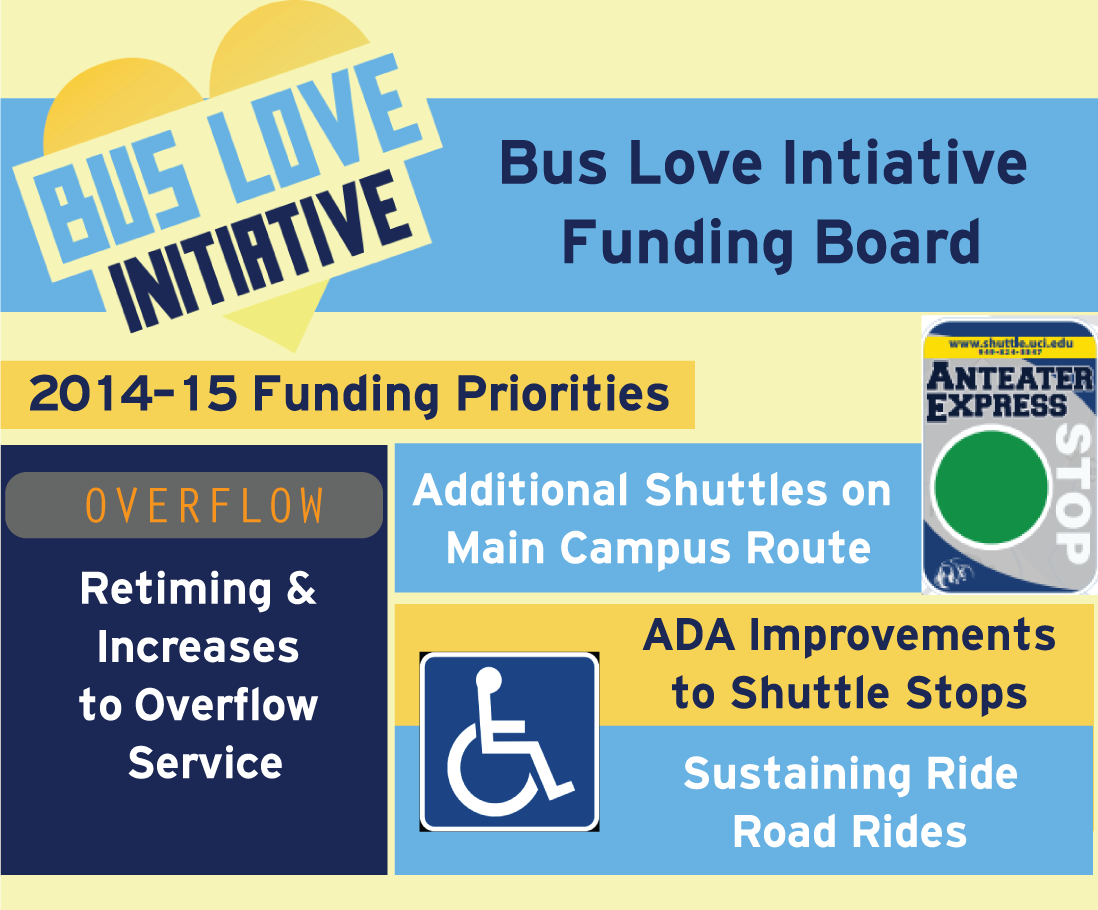 BUS LOVE
INITIATIVE
Bus Love Intiative
Funding Board
2014-15 Funding Priorities
www.shuttle.uci.edu
ANTEATER
EXPRESS
STOP
OVERFLOW
Retiming &
Increases
to Overflow
Service
Additional Shuttles on
Main Campus Route
ADA Improvements
to Shuttle Stops
Sustaining Ride
Road Rides